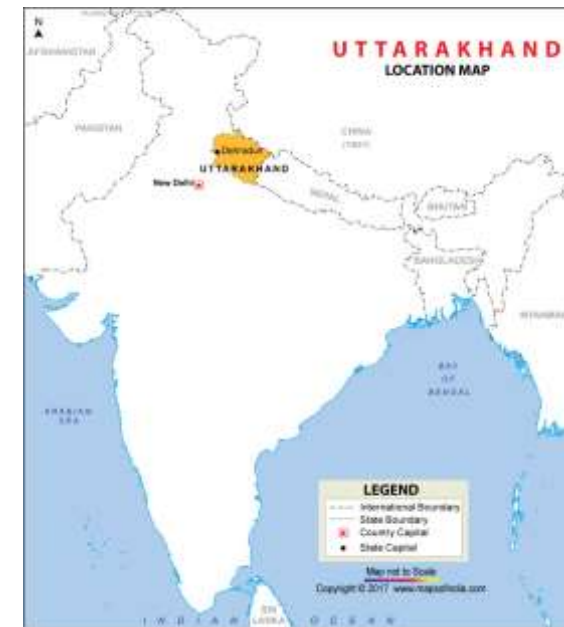 UTTARAKHAND
LOCATION MAP
N
AFGHANISTAN
PAKISTAN
CHINA
Dehradun
UTTARAKHAND
New Delhi
NEPAL
BHUTAN
BANGLADESH
MYANMAR
ARABIAN
SEA
BAY
OF
BENGAL
LEGEND
International Boundary
State Boundary
Country Capital
State Capital
Map not to Scale
Copyright © 2017 www.mapsofindia.com
SRI
LANKA
INDIAN OCEAN